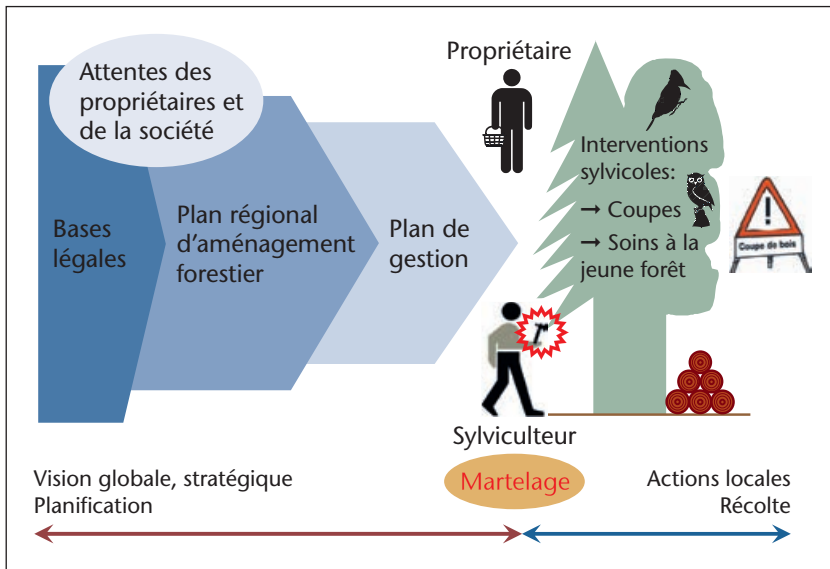 Attentes des
propriétaires et
de la société
Bases
légales
Plan régional
d'aménagement
forestier
Plan de
gestion
Propriétaire
Interventions
sylvicoles:
→ Coupes
→ Soins à la
jeune forêt
Coupe de bois
Sylviculteur
Martelage
Vision globale, stratégique
Planification
Actions locales
Récolte